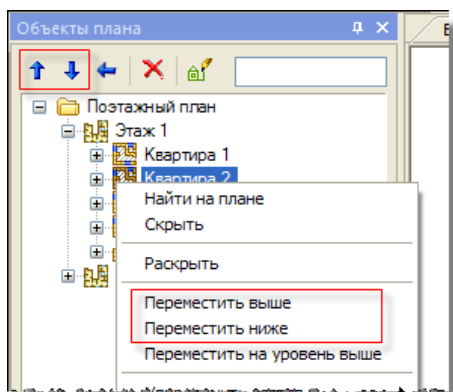 Объекты плана
Поэтажный план
Этаж 1
Квартира 1
Квартира 2
Найти на плане
Скрыть
Раскрыть
Переместить выше
Переместить ниже
Переместить на уровень выше